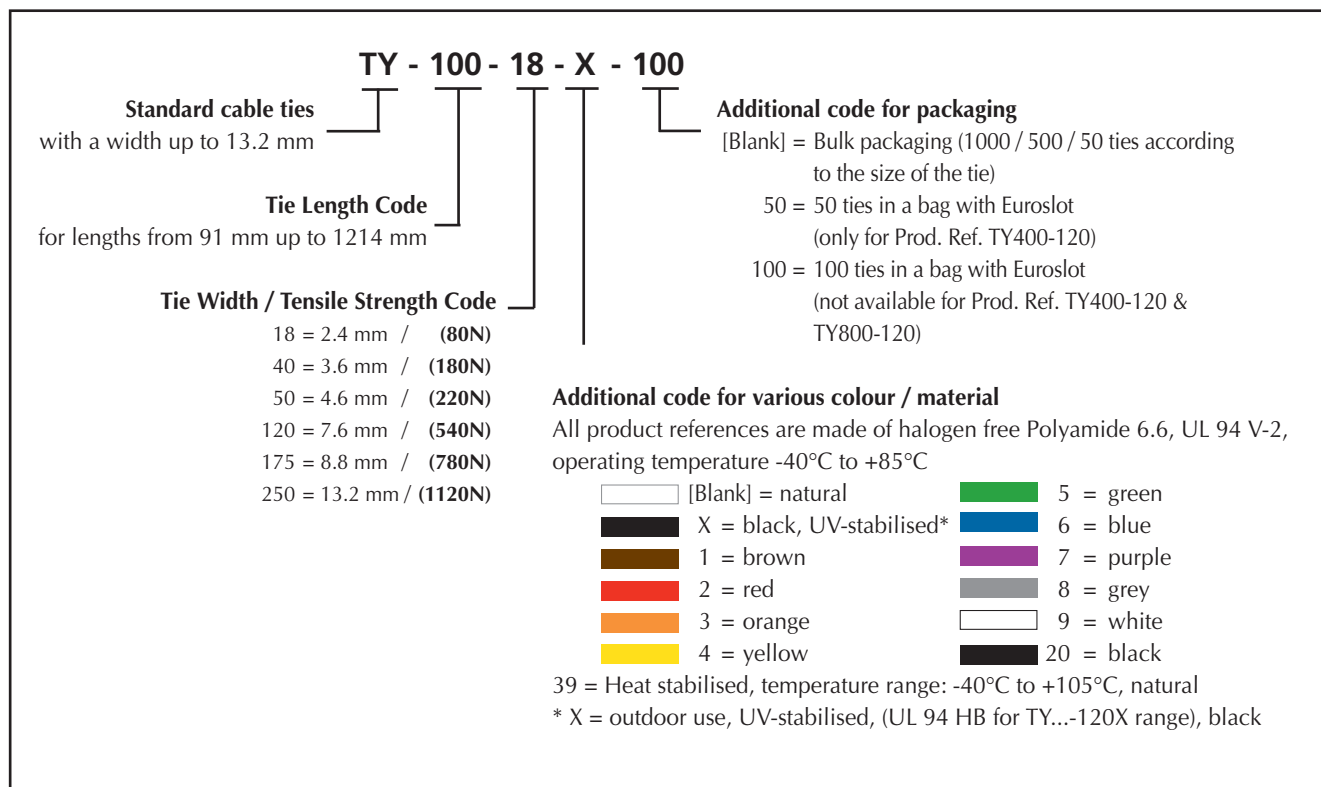 TY - 100 - 18 - X - 100
Standard cable ties
with a width up to 13.2 mm
Tie Length Code
for lengths from 91 mm up to 1214 mm
Tie Width / Tensile Strength Code
18 = 2.4 mm / (80N)
40 = 3.6 mm / (180N)
50 = 4.6 mm / (220N)
120 = 7.6 mm / (540N)
175 = 8.8 mm / (780N)
250 = 13.2 mm / (1120N)
Additional code for packaging
[Blank] = Bulk packaging (1000 / 500 / 50 ties according
to the size of the tie)
50 = 50 ties in a bag with Euroslot
(only for Prod. Ref. TY400-120)
100 = 100 ties in a bag with Euroslot
(not available for Prod. Ref. TY400-120 &
TY800-120)
Additional code for various colour / material
All product references are made of halogen free Polyamide 6.6, UL 94 V-2,
operating temperature -40°C to +85°C
[Blank] = natural
X = black, UV-stabilised*
1 = brown
2 = red
3 = orange
4 = yellow
5 = green
6 = blue
7 = purple
8 = grey
9 = white
20 = black
39 = Heat stabilised, temperature range: -40°C to +105°C, natural
* X = outdoor use, UV-stabilised, (UL 94 HB for TY...-120X range), black